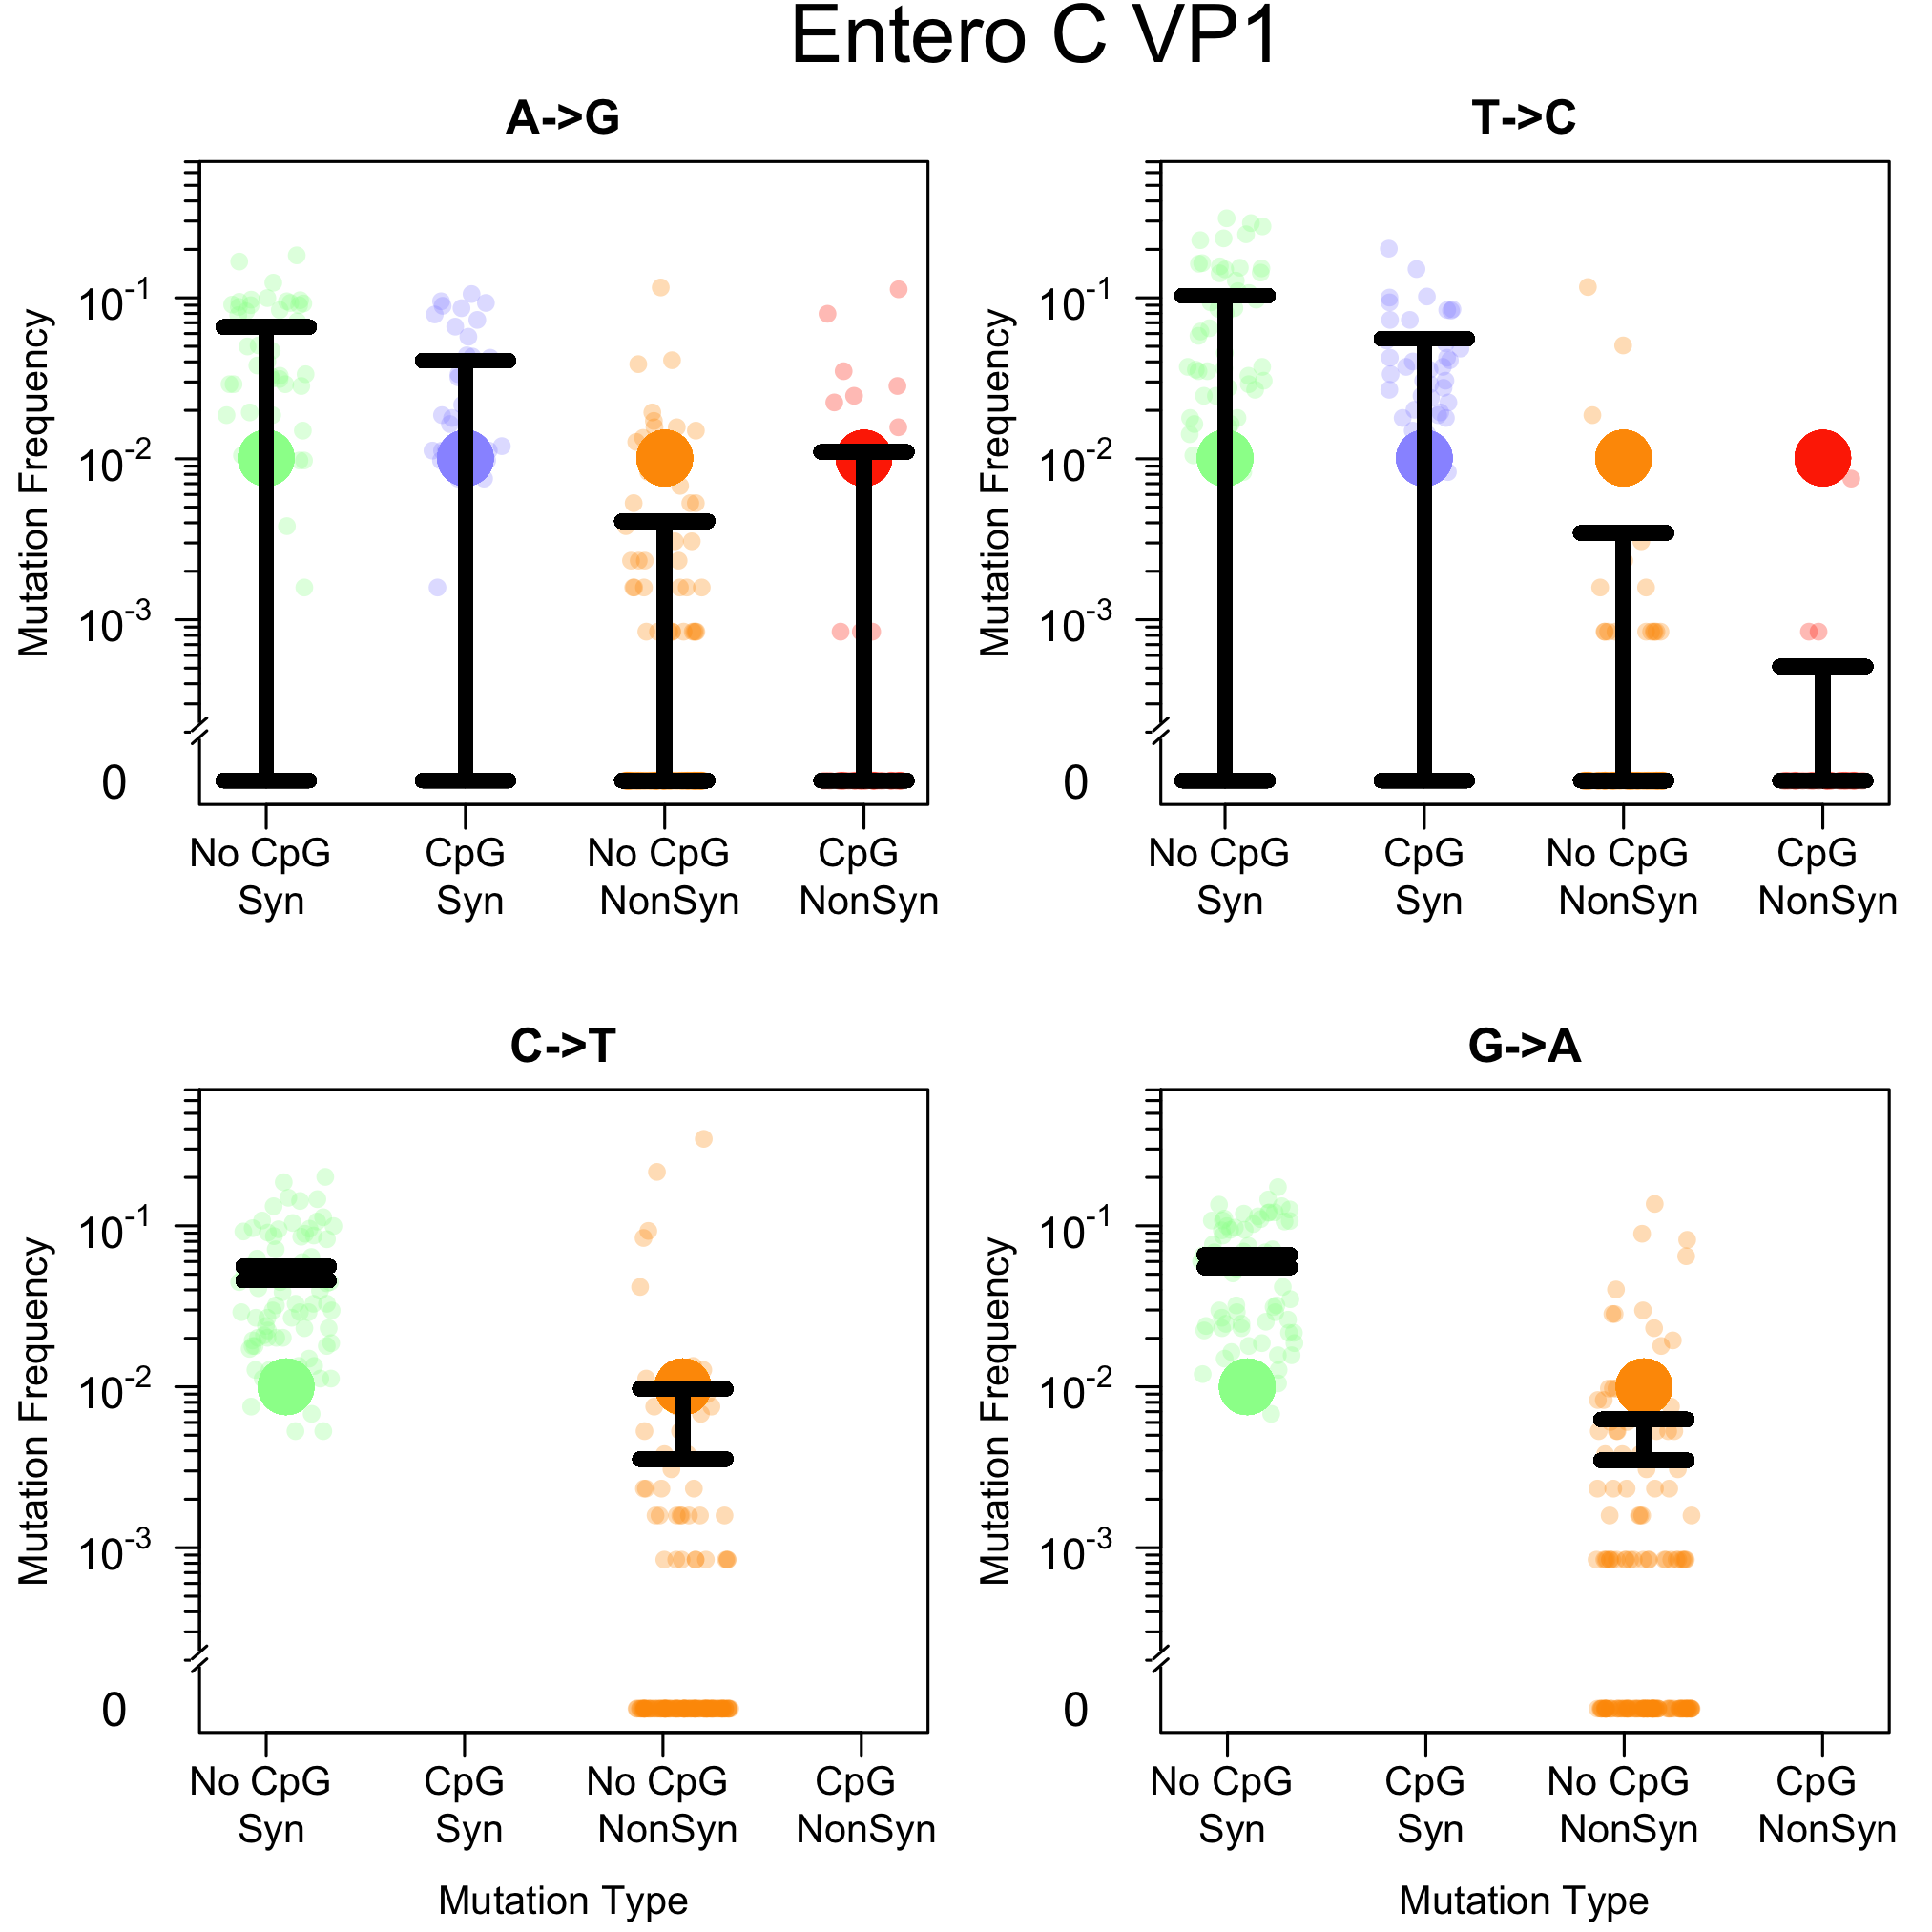 Entero C VP1
A->G
Mutation Frequency
10-1
10-2
10-3
0
No CpG Syn
CpG Syn
No CpG NonSyn
CpG NonSyn
T->C
Mutation Frequency
10-1
10-2
10-3
0
No CpG Syn
CpG Syn
No CpG NonSyn
CpG NonSyn
C->T
Mutation Frequency
10-1
10-2
10-3
0
No CpG Syn
CpG Syn
No CpG NonSyn
CpG NonSyn
Mutation Type
G->A
Mutation Frequency
10-1
10-2
10-3
0
No CpG Syn
CpG Syn
No CpG NonSyn
CpG NonSyn
Mutation Type